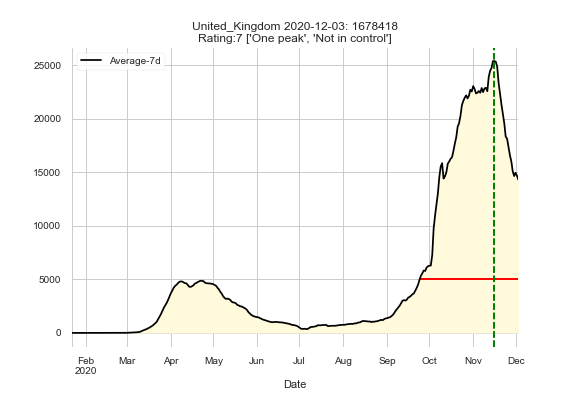 United_Kingdom 2020-12-03: 1678418
Rating:7 ['One peak', 'Not in control']
Average-7d
25000
20000
15000
10000
5000
0
Feb Mar Apr May Jun Jul Aug Sep Oct Nov Dec
2020
Date